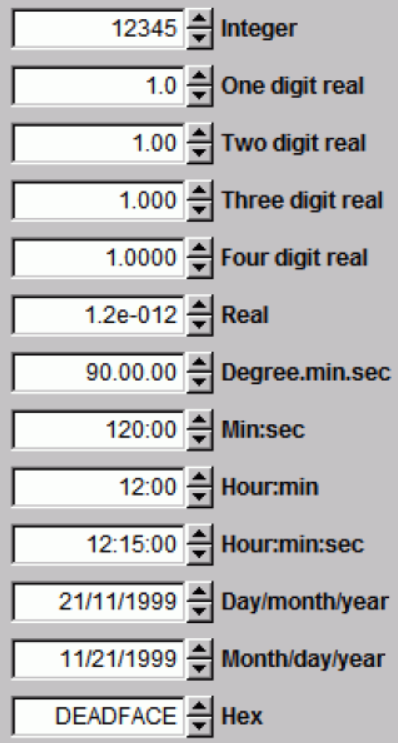 12345 Integer
1.0 One digit real
1.00 Two digit real
1.000 Three digit real
1.0000 Four digit real
1.2e-012 Real
90.00.00 Degree.min.sec
120:00 Min:sec
12:00 Hour:min
12:15:00 Hour:min:sec
21/11/1999 Day/month/year
11/21/1999 Month/day/year
DEADFACE Hex